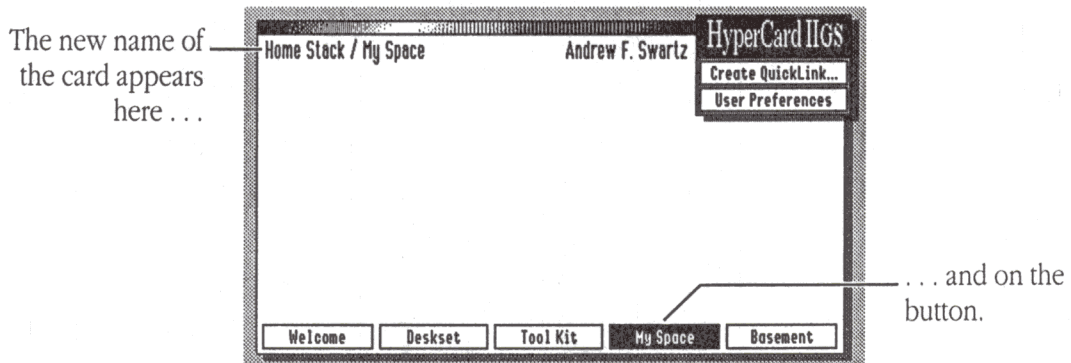 The new name of
the card appears
here . . .
Home Stack / My Space
Andrew F. Swartz
HyperCard IIGS
Create QuickLink...
User Preferences
. . . and on the
button.
Welcome
Deskset
Tool Kit
My Space
Basement